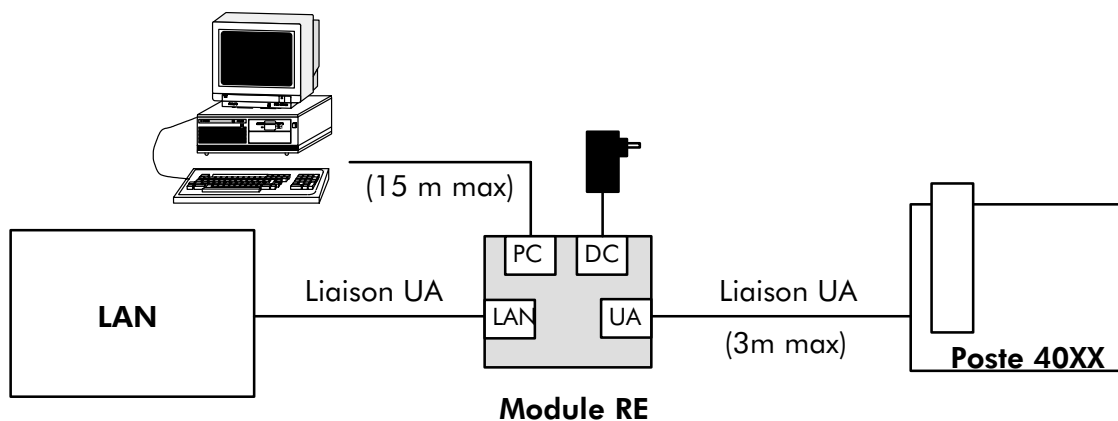 (15 m max)
PC
DC
LAN
Liaison UA
LAN
UA
Liaison UA
(3m max)
Poste 40XX
Module RE